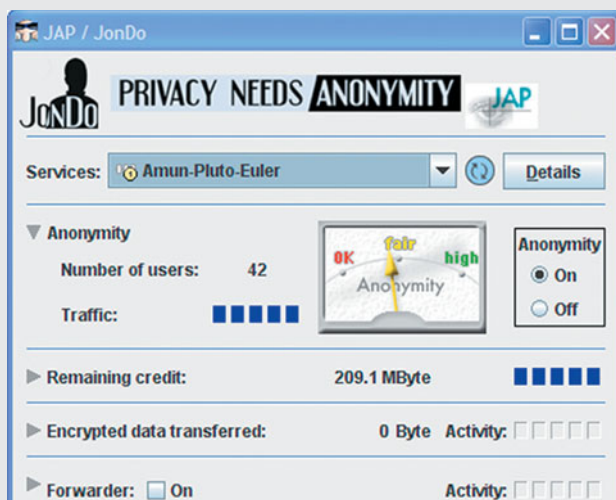 JAP / JonDo
JONDO PRIVACY NEEDS ANONYMITY JAP
Services: Amun-Pluto-Euler Details
Anonymity
Number of users: 42
Traffic:
OK fair high
Anonymity
Anonymity
On
Off
Remaining credit: 209.1 MByte
Encrypted data transferred: 0 Byte Activity:
Forwarder: On Activity: